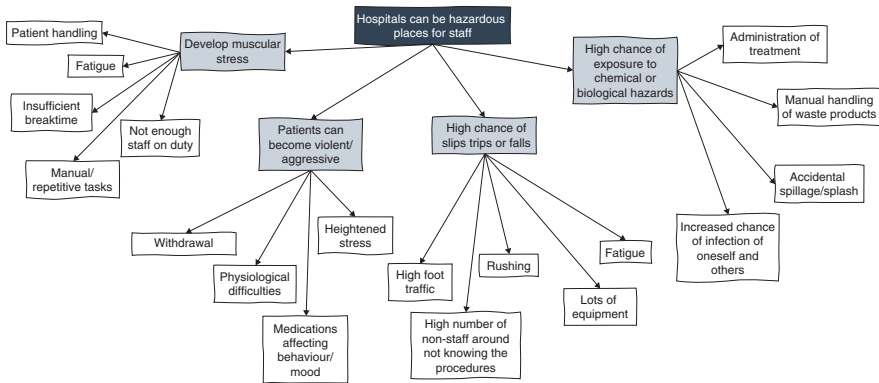 Hospitals can be hazardous
places for staff
Develop muscular
stress
Patient handling
Fatigue
Insufficient
breaktime
Manual/
repetitive tasks
Not enough
staff on duty
Patients can
become violent/
aggressive
Withdrawal
Physiological
difficulties
Medications
affecting
behaviour/
mood
Heightened
stress
High chance of
slips trips or falls
High foot
traffic
High number of
non-staff around
not knowing the
procedures
Rushing
Lots of
equipment
Fatigue
High chance of
exposure to
chemical or
biological hazards
Administration of
treatment
Manual handling
of waste products
Accidental
spillage/splash
Increased chance
of infection of
oneself and
others